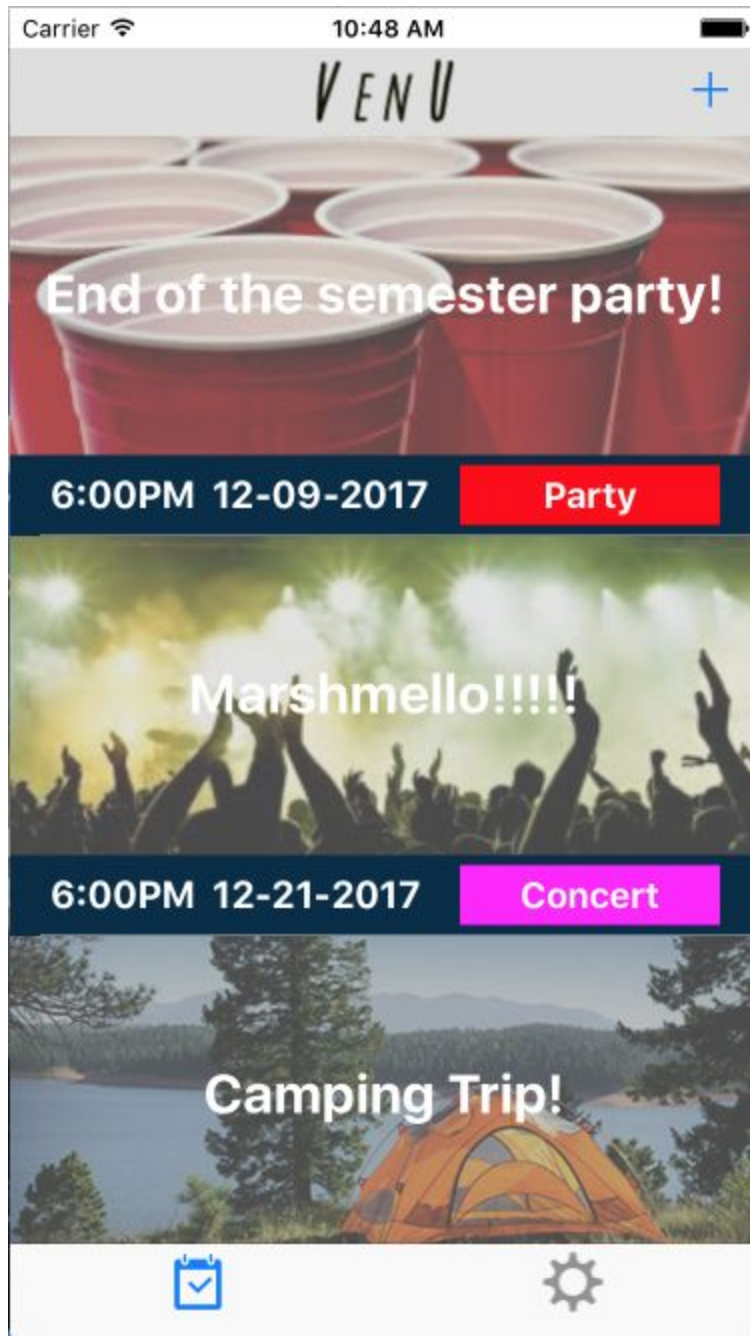 Carrier 10:48 AM
VENU
End of the semester party!
6:00PM 12-09-2017 Party
Marshmello!!!!!
6:00PM 12-21-2017 Concert
Camping Trip!